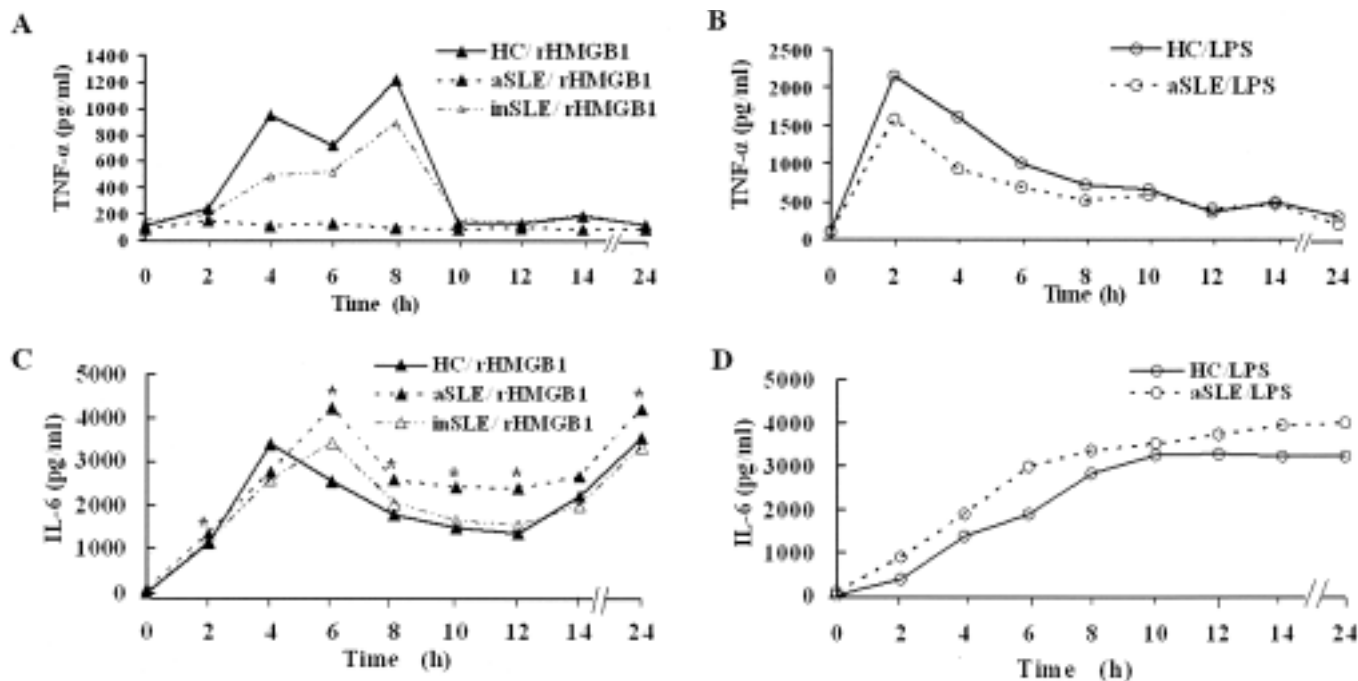 A
TNF-α (pg/ml)
1400
1200
1000
800
600
400
200
0
HC/ rHMGB1
aSLE/ rHMGB1
inSLE/ rHMGB1
0 2 4 6 8 10 12 14 24
Time (h)
B
TNF-α (pg/ml)
2500
2000
1500
1000
500
0
HC/LPS
aSLE/LPS
0 2 4 6 8 10 12 14 24
Time (h)
C
IL-6 (pg/ml)
5000
4000
3000
2000
1000
0
HC/rHMGB1
aSLE/rHMGB1
inSLE/rHMGB1
* * * * * *
0 2 4 6 8 10 12 14 24
Time (h)
D
IL-6 (pg/ml)
5000
4000
3000
2000
1000
0
HC/LPS
aSLE/LPS
0 2 4 6 8 10 12 14 24
Time (h)